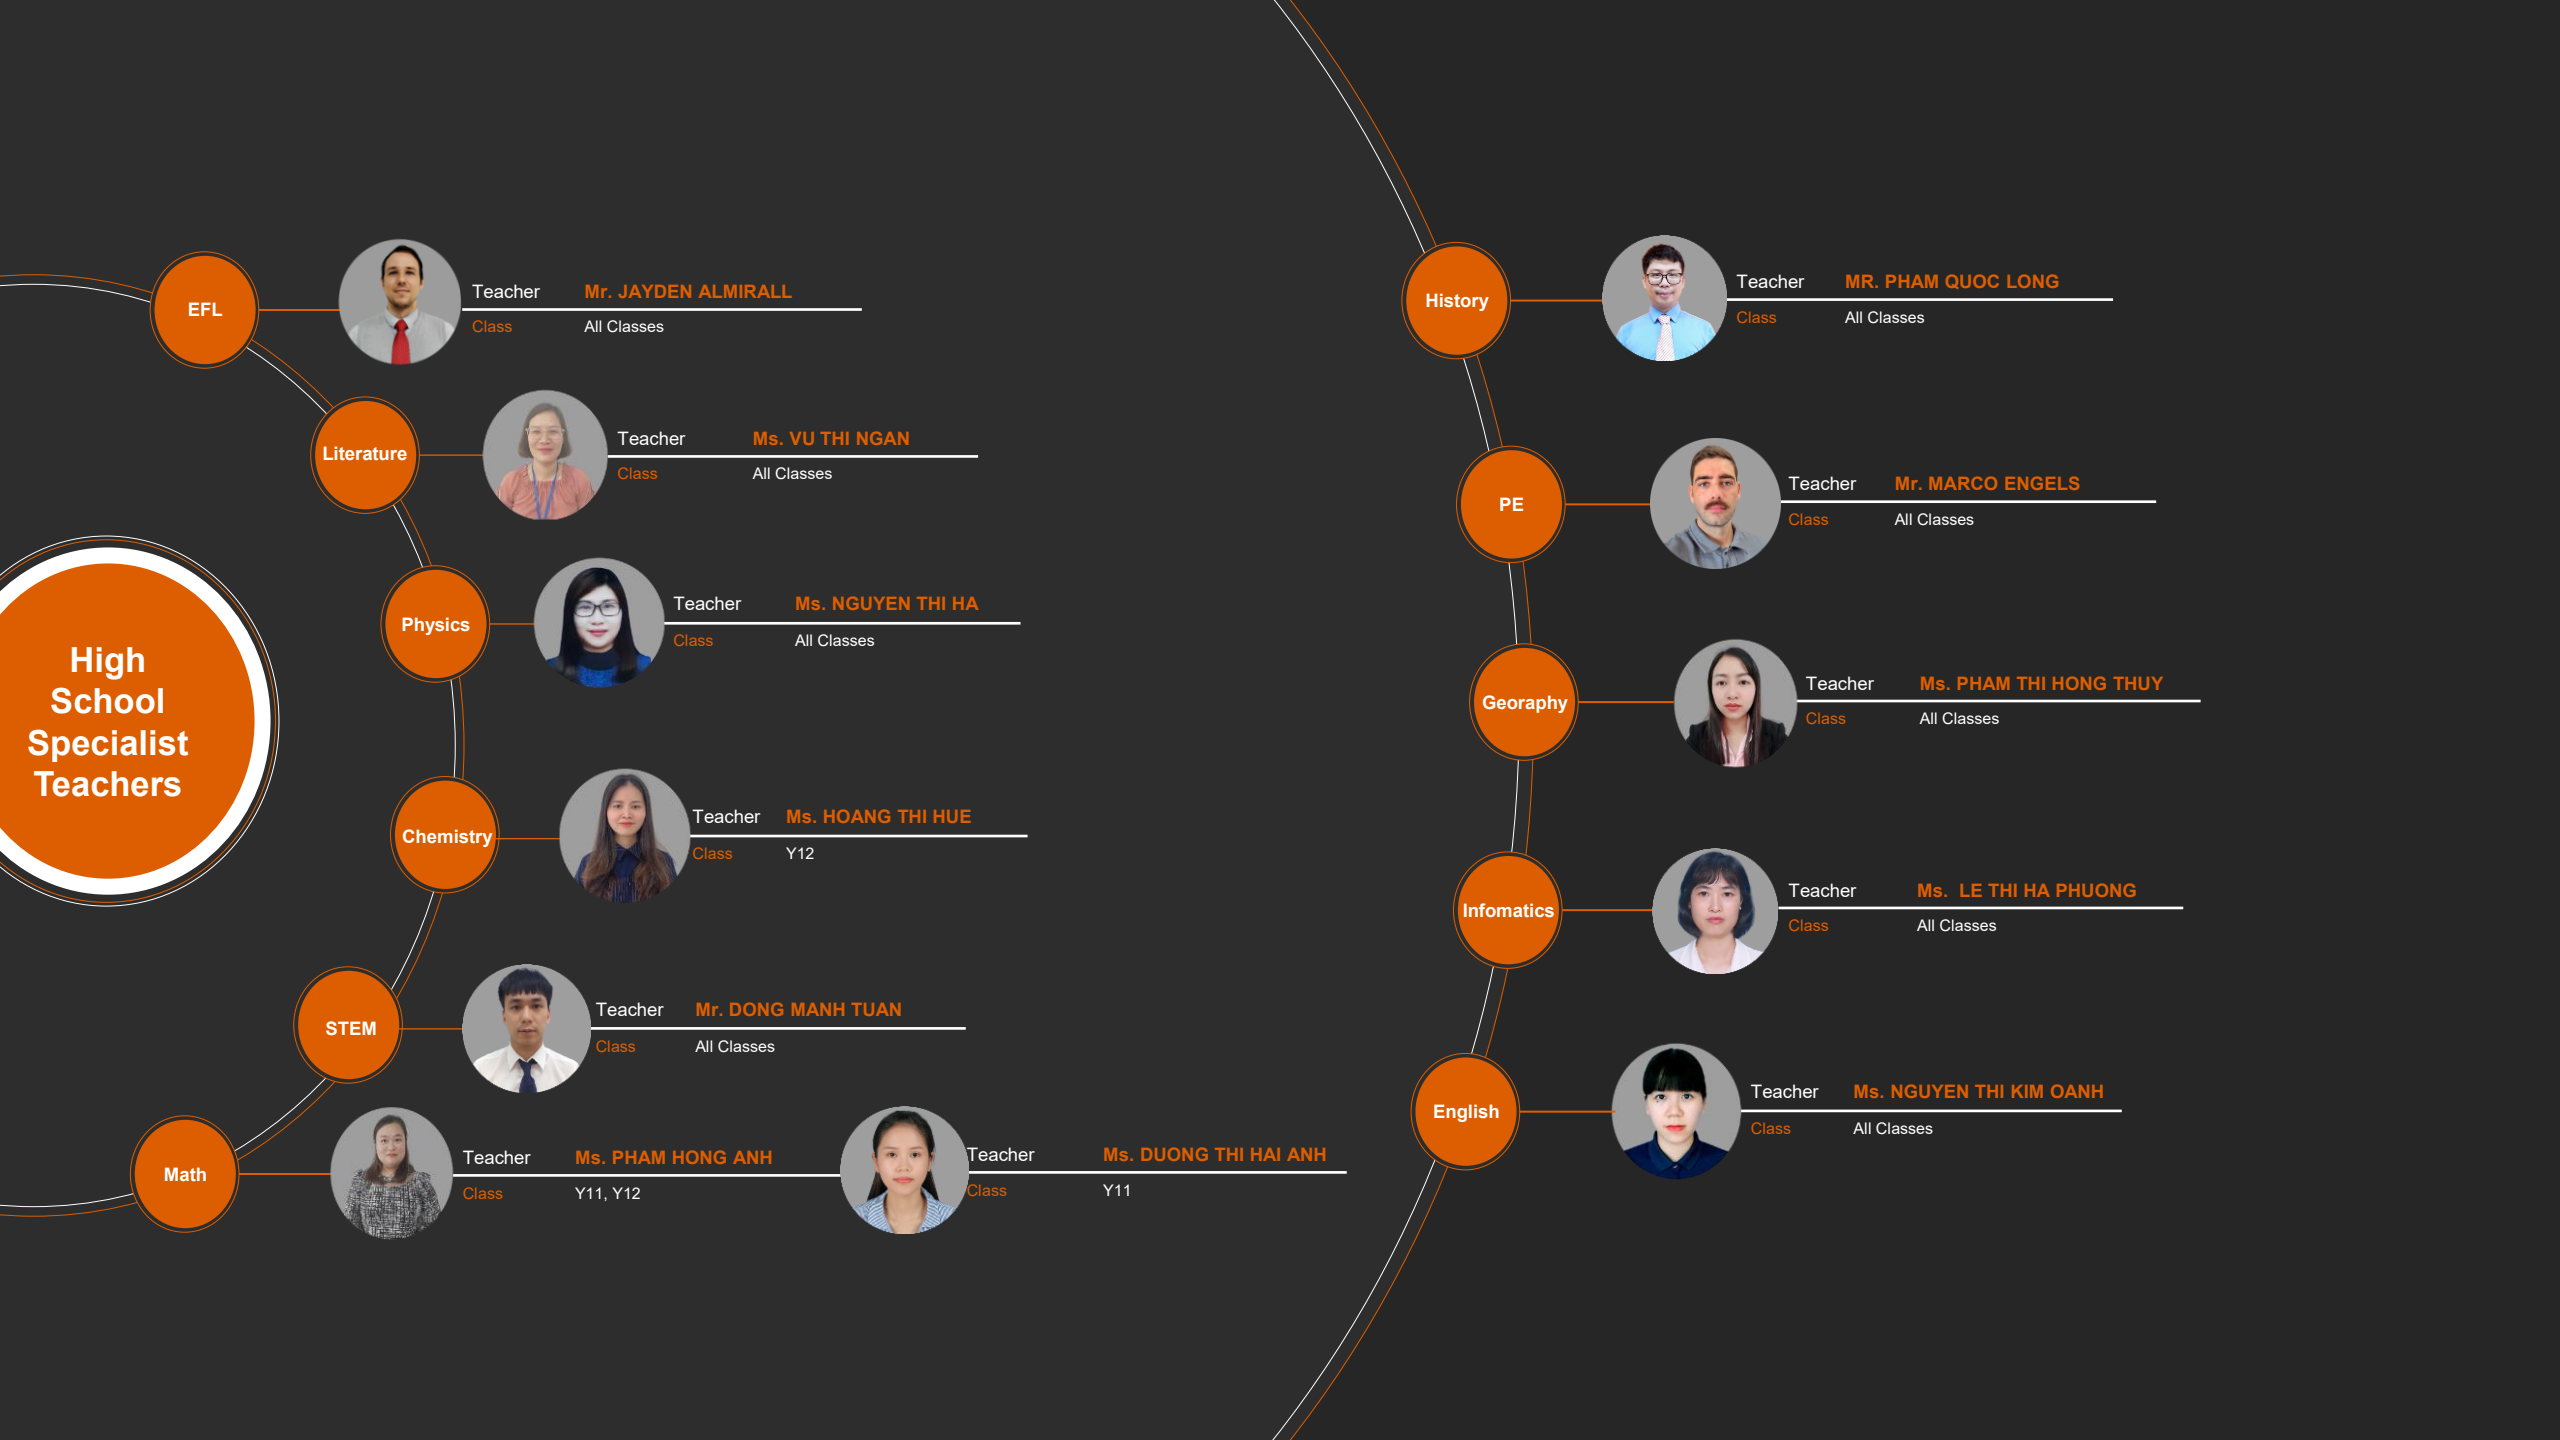 High
School
Specialist
Teachers
EFL
Teacher Mr. JAYDEN ALMIRALL
Class All Classes
Literature
Teacher Ms. VU THI NGAN
Class All Classes
Physics
Teacher Ms. NGUYEN THI HA
Class All Classes
Chemistry
Teacher Ms. HOANG THI HUE
Class Y12
STEM
Teacher Mr. DONG MANH TUAN
Class All Classes
Math
Teacher Ms. PHAM HONG ANH
Class Y11, Y12
Teacher Ms. DUONG THI HAI ANH
Class Y11
History
Teacher MR. PHAM QUOC LONG
Class All Classes
PE
Teacher Mr. MARCO ENGELS
Class All Classes
Georaphy
Teacher Ms. PHAM THI HONG THUY
Class All Classes
Infomatics
Teacher Ms. LE THI HA PHUONG
Class All Classes
English
Teacher Ms. NGUYEN THI KIM OANH
Class All Classes